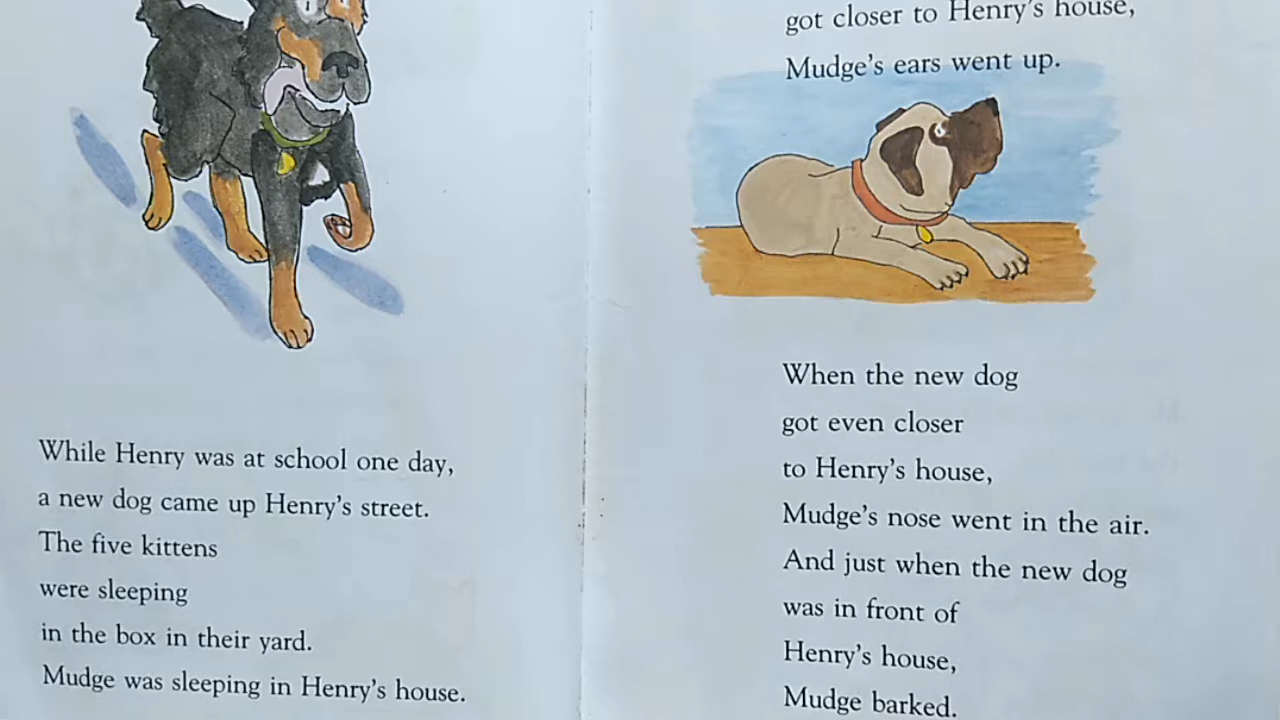 While Henry was at school one day,
a new dog came up Henry's street.
The five kittens
were sleeping
in the box in their yard.
Mudge was sleeping in Henry's house.
got closer to Henry's house,
Mudge's ears went up.
When the new dog
got even closer
to Henry's house,
Mudge's nose went in the air.
And just when the new dog
was in front of
Henry's house,
Mudge barked.